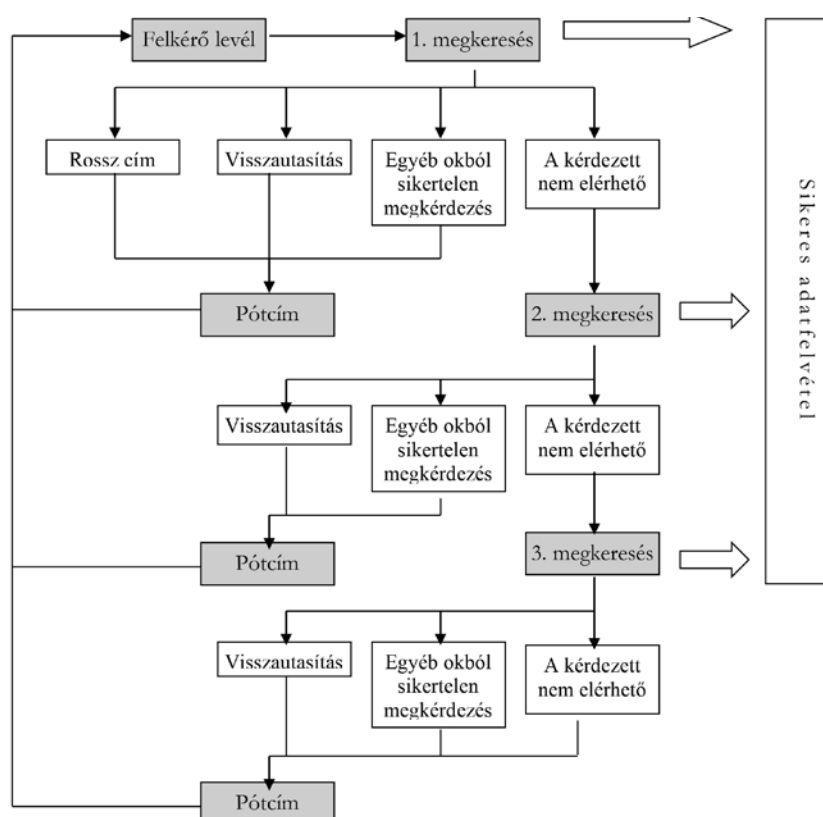 Felkérő levél
1. megkeresés
Rossz cím
Visszautasítás
Egyéb okból
sikertelen
megkérdezés
A kérdezett
nem elérhető
Pótcím
2. megkeresés
Visszautasítás
Egyéb okból
sikertelen
megkérdezés
A kérdezett
nem elérhető
Pótcím
3. megkeresés
Visszautasítás
Egyéb okból
sikertelen
megkérdezés
A kérdezett
nem elérhető
Pótcím
Sikeres adatfelvétel